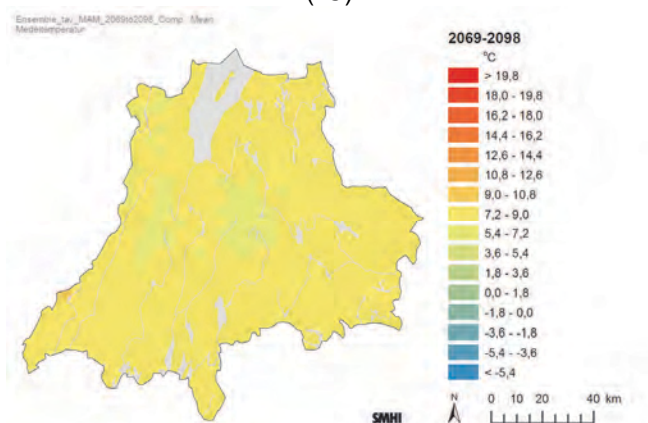 (°C)
Ensemble_tav_MAM_2069to2098_Comp. Mean
Medeltemperatur
2069-2098
°C
> 19,8
18,0 - 19,8
16,2 - 18,0
14,4 - 16,2
12,6 - 14,4
10,8 - 12,6
9,0 - 10,8
7,2 - 9,0
5,4 - 7,2
3,6 - 5,4
1,8 - 3,6
0,0 - 1,8
-1,8 - 0,0
-3,6 - -1,8
-5,4 - -3,6
< -5,4
N
0 10 20 40 km
SMHI